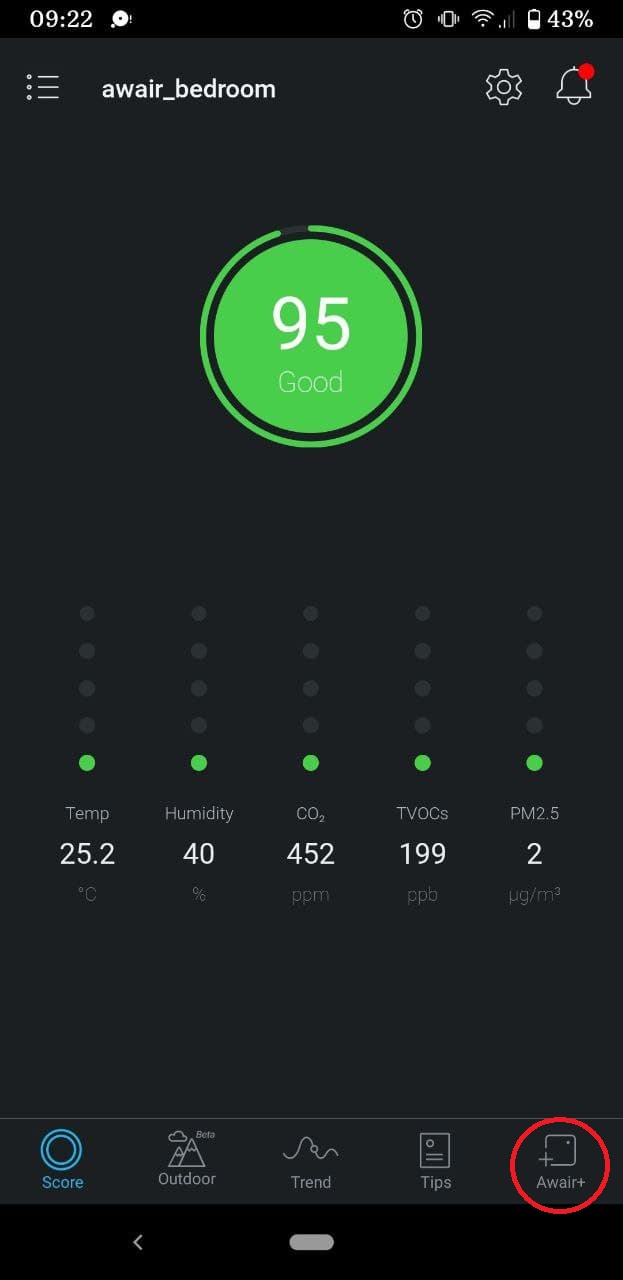 09:22 43%
awair_bedroom
95
Good
Temp Humidity CO₂ TVOCs PM2.5
25.2 40 452 199 2
°C % ppm ppb µg/m³
Beta
Score Outdoor Trend Tips Awair+